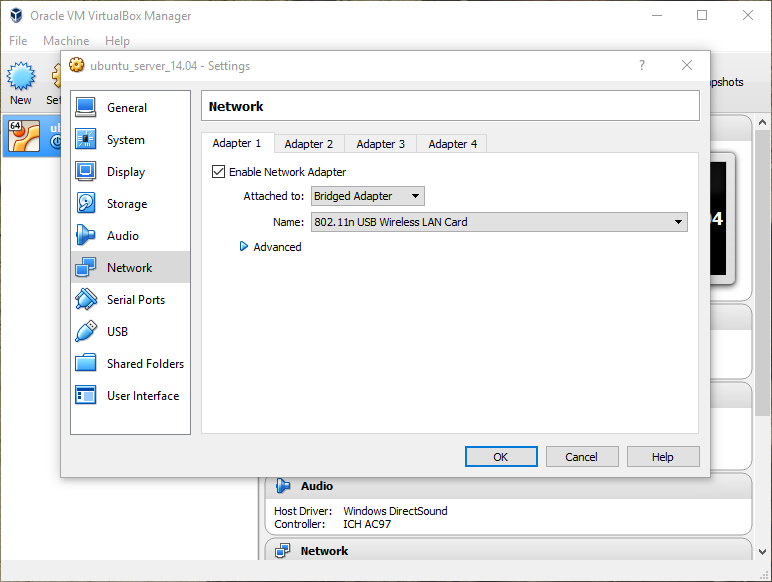 Oracle VM VirtualBox Manager
File Machine Help
ubuntu_server_14.04 - Settings ?
New
pshots
64
General
System
Display
Storage
Audio
Network
Serial Ports
USB
Shared Folders
User Interface
Network
Adapter 1 Adapter 2 Adapter 3 Adapter 4
Enable Network Adapter
Attached to: Bridged Adapter
Name: 802.11n USB Wireless LAN Card
Advanced
04
OK Cancel Help
Audio
Host Driver: Windows DirectSound
Controller: ICH AC97
Network